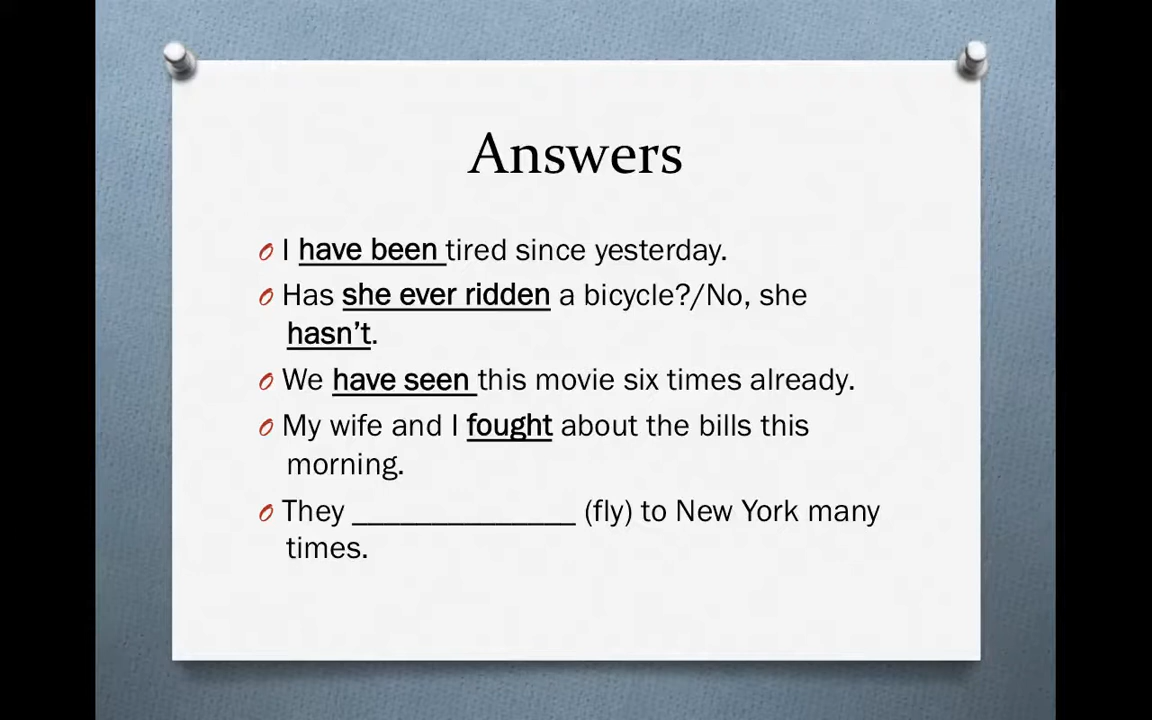 Answers
I have been tired since yesterday.
Has she ever ridden a bicycle?/No, she
hasn’t.
We have seen this movie six times already.
My wife and I fought about the bills this
morning.
They _______________ (fly) to New York many
times.